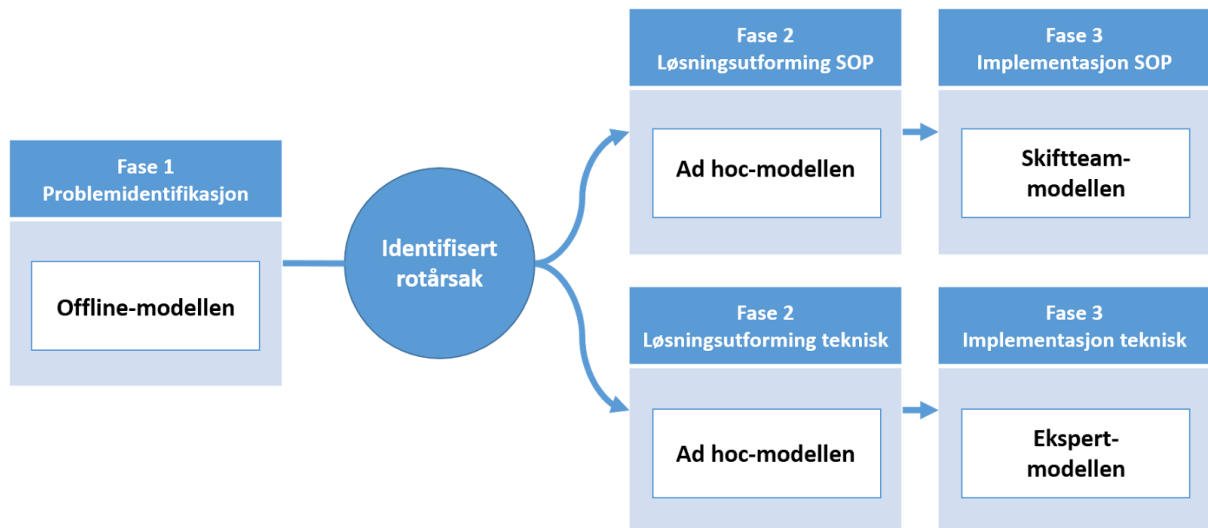 Fase 1
Problemidentifikasjon
Offline-modellen
Identifisert
rotårsak
Fase 2
Løsningsutforming SOP
Ad hoc-modellen
Fase 3
Implementasjon SOP
Skiftteam-
modellen
Fase 2
Løsningsutforming teknisk
Ad hoc-modellen
Fase 3
Implementasjon teknisk
Ekspert-
modellen